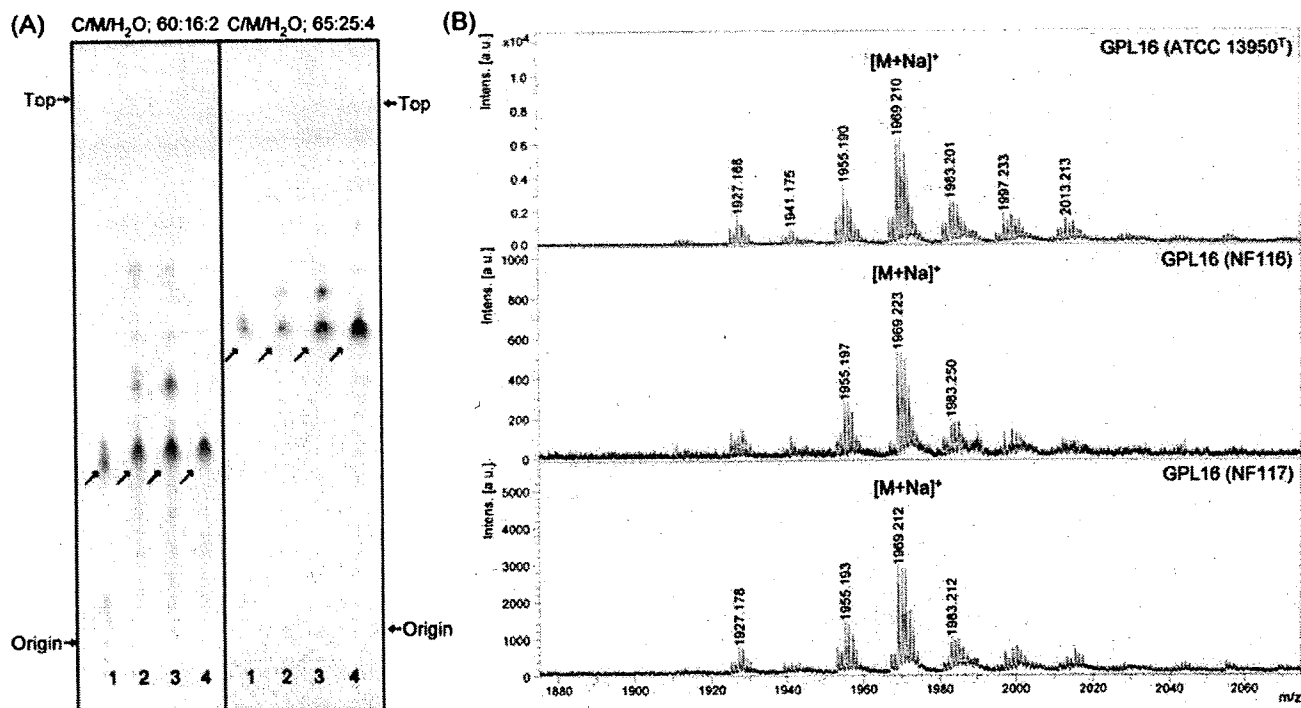 (A)
C/M/H₂O; 60:16:2 C/M/H₂O; 65:25:4
Top
Top
Origin
Origin
1 2 3 4 1 2 3 4
(B)
GPL16 (ATCC 13950ᵀ)
[M+Na]⁺
Intens. [a.u.]
x10⁴
1.0
0.8
0.6
0.4
0.2
0.0
1927.168
1941.175
1955.190
1969.210
1983.201
1997.233
2013.213
GPL16 (NF116)
[M+Na]⁺
Intens. [a.u.]
1000
800
600
400
200
0
1955.197
1969.223
1983.250
GPL16 (NF117)
[M+Na]⁺
Intens. [a.u.]
5000
4000
3000
2000
1000
0
1927.178
1955.193
1969.212
1983.212
1880 1900 1920 1940 1960 1980 2000 2020 2040 2060
m/z